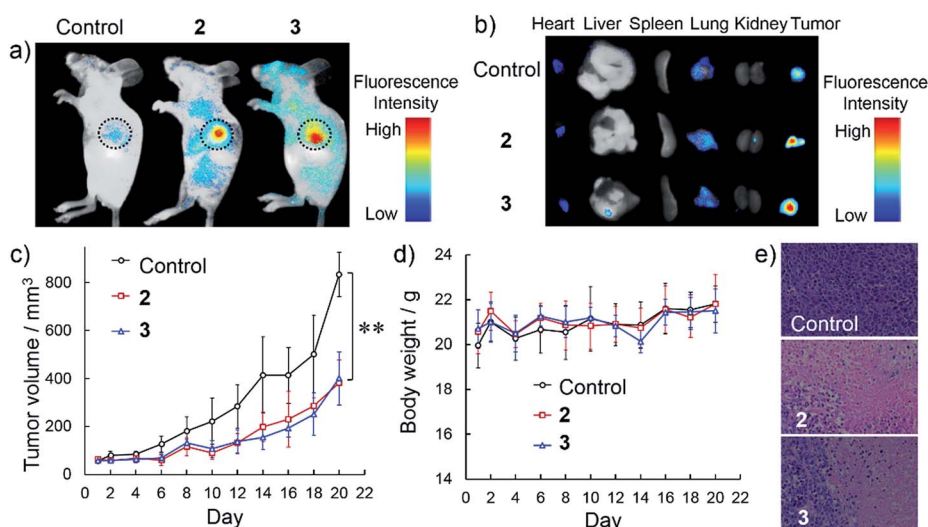 a)
Control 2 3
Fluorescence
Intensity
High
Low
b)
Heart Liver Spleen Lung Kidney Tumor
Control
2
3
Fluorescence
Intensity
High
Low
c)
Tumor volume / mm³
800
600
400
200
0
Control
2
3
**
0 2 4 6 8 10 12 14 16 18 20 22
Day
d)
Body weight / g
24
22
20
18
16
14
Control
2
3
0 2 4 6 8 10 12 14 16 18 20 22
Day
e)
Control
2
3